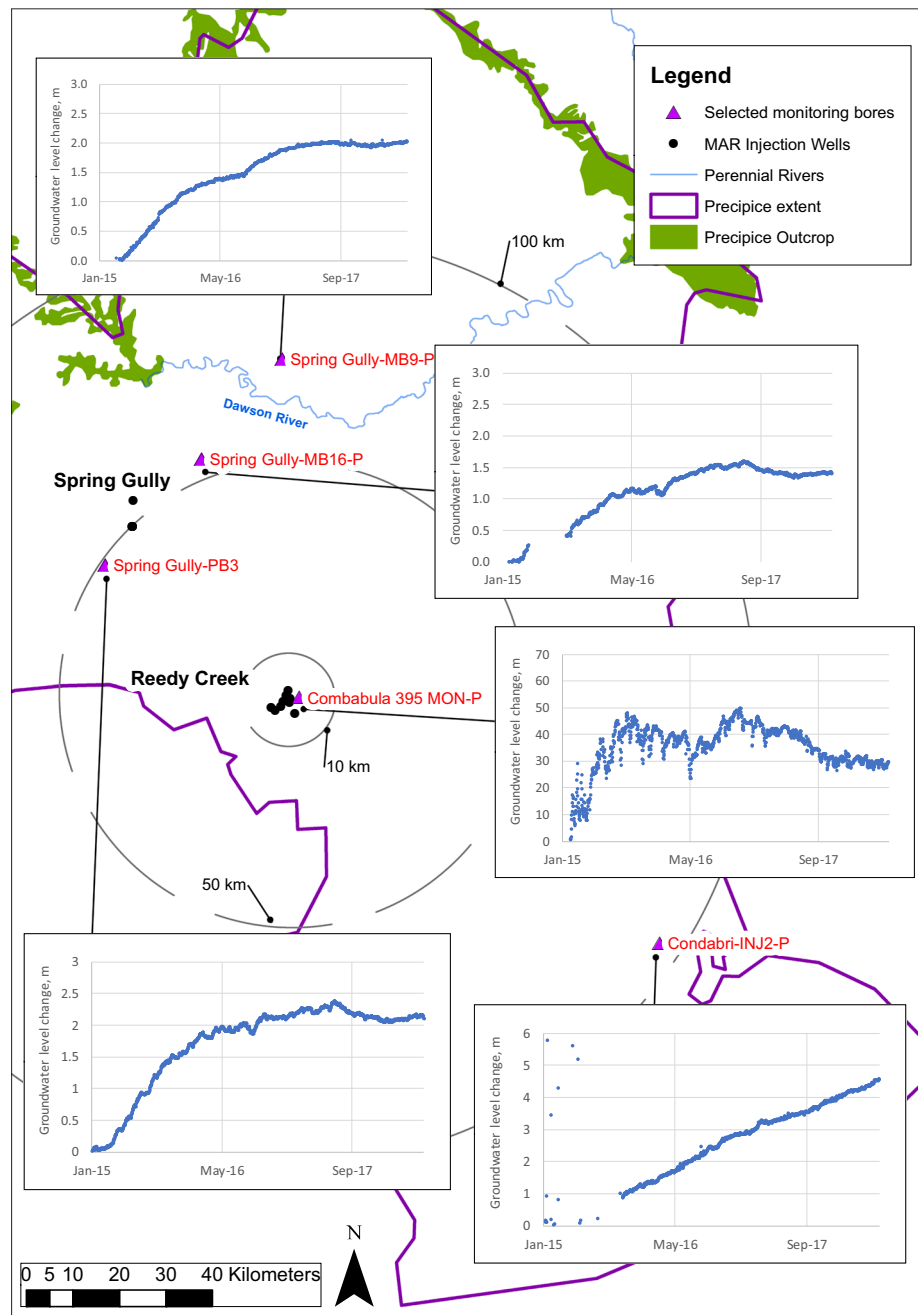 Groundwater level change, m
3.0
2.5
2.0
1.5
1.0
0.5
0.0
Jan-15
May-16
Sep-17
Legend
Selected monitoring bores
MAR Injection Wells
Perennial Rivers
Precipice extent
Precipice Outcrop
100 km
Spring Gully-MB9-P
Dawson River
Spring Gully-MB16-P
Spring Gully
Groundwater level change, m
3.0
2.5
2.0
1.5
1.0
0.5
0.0
Jan-15
May-16
Sep-17
Spring Gully-PB3
Reedy Creek
Combabula 395 MON-P
10 km
Groundwater level change, m
70
60
50
40
30
20
10
0
Jan-15
May-16
Sep-17
50 km
Condabri-INJ2-P
Groundwater level change, m
3
2.5
2
1.5
1
0.5
0
Jan-15
May-16
Sep-17
Groundwater level change, m
6
5
4
3
2
1
0
Jan-15
May-16
Sep-17
N
0 5 10 20 30 40 Kilometers